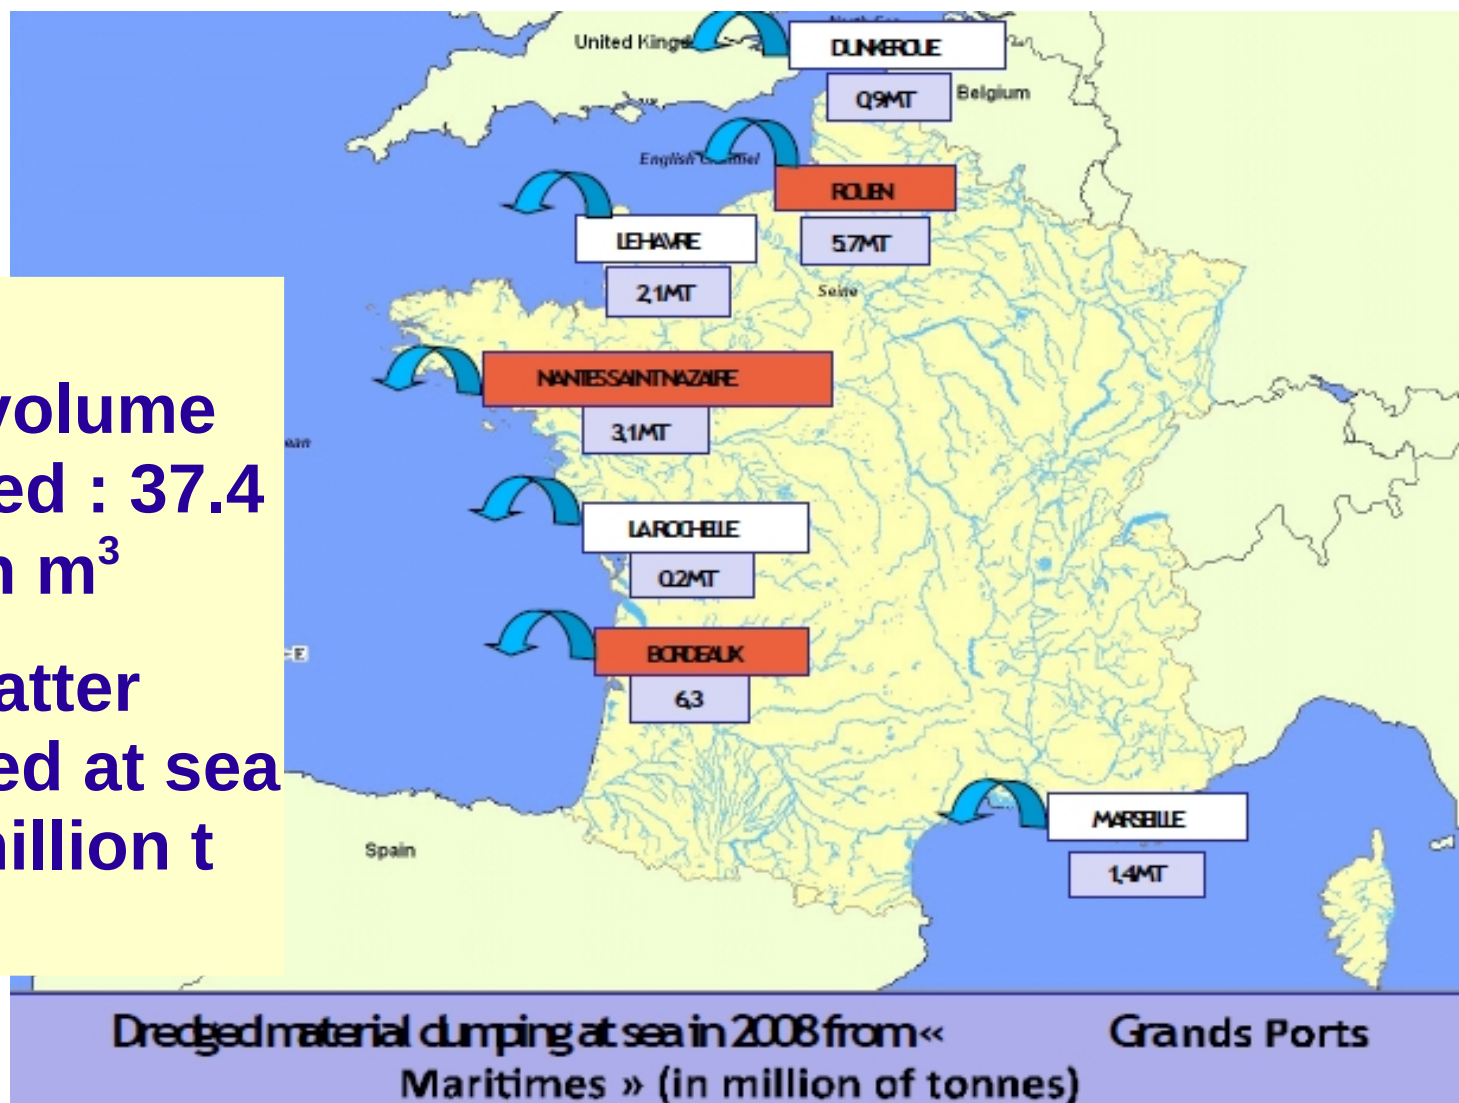 United King
DUNKERQUE
0,9MT
Belgium
English Channel
ROUEN
5.7MT
LE HAVRE
2,1MT
Seine
NANTES SAINT NAZAIRE
3,1MT
LA ROCHELLE
0.2MT
BORDEAUX
6,3
MARSEILLE
1,4MT
Spain
E
volume
ed : 37.4
m³
atter
ed at sea
illion t
Dredged material dumping at sea in 2008 from « Grands Ports
Maritimes » (in million of tonnes)